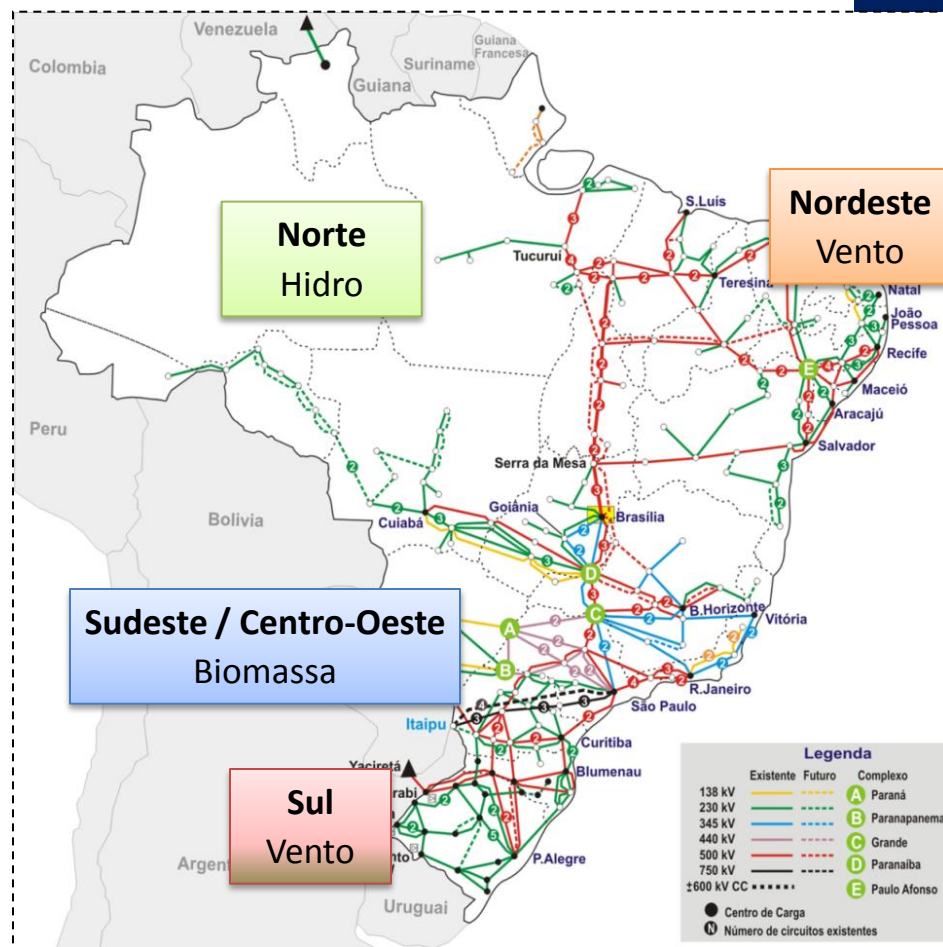 Venezuela
Guiana
Francesa
Colombia
Suriname
Guiana
Nordeste
Vento
S.Luís
Norte
Hidro
Tucuruí
Teresina
Natal
João
Pessoa
Recife
E
Maceió
Aracajú
Peru
Salvador
Serra da Mesa
Goiânia
Brasília
Bolivia
Cuiabá
D
Sudeste / Centro-Oeste
Biomassa
B.Horizonte
Vitória
C
A
B
R.Janeiro
São Paulo
Itaipu
Curitiba
Yaciretá
Blumenau
Sul
Vento
P.Alegre
Uruguai
Legenda
Existente Futuro Complexo
138 kV A Paraná
230 kV B Paranapanema
345 kV C Grande
440 kV D Paranaíba
500 kV E Paulo Afonso
750 kV
±600 kV CC
Centro de Carga
N Número de circuitos existentes